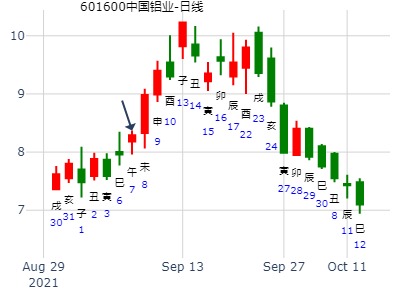 601600中国铝业-日线
10
9
8
7
戌 30
亥 31
子 1
丑 2
寅 3
巳 6
午 7
未 8
申 9
酉 10
子 13
丑 14
寅 15
卯 16
辰 17
酉 22
戌 23
亥 24
寅 27
卯 28
辰 29
巳 30
丑 8
辰 11
巳 12
Aug 29
2021
Sep 13
Sep 27
Oct 11